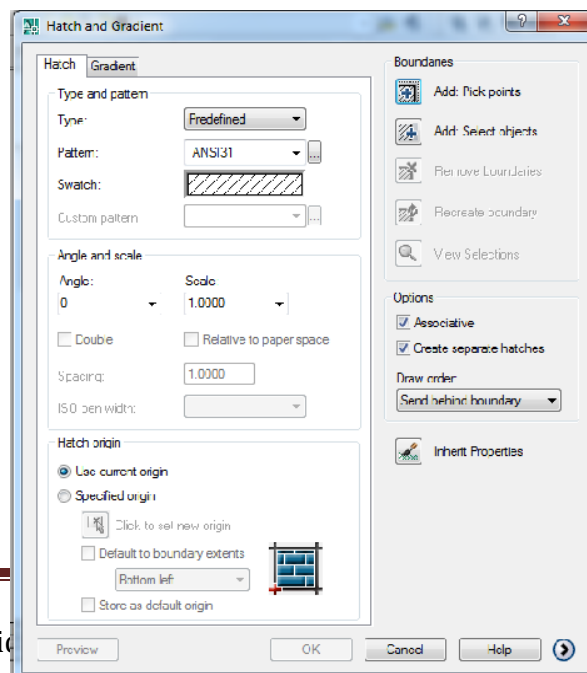 Hatch and Gradient
Hatch Gradient
Type and pattern
Type: Predefined
Pattern: ANSI31 ...
Swatch:
Custom pattern ...
Angle and scale
Angle: Scale
0 1.0000
Double Relative to paper space
Spacing: 1.0000
ISO pen width:
Hatch origin
Use current origin
Specified origin
Click to set new origin
Default to boundary extents
Bottom left
Store as default origin
Boundaries
Add: Pick points
Add: Select objects
Remove boundaries
Recreate boundary
View Selections
Options
Associative
Create separate hatches
Draw order:
Send behind boundary
Inherit Properties
Preview OK Cancel Help